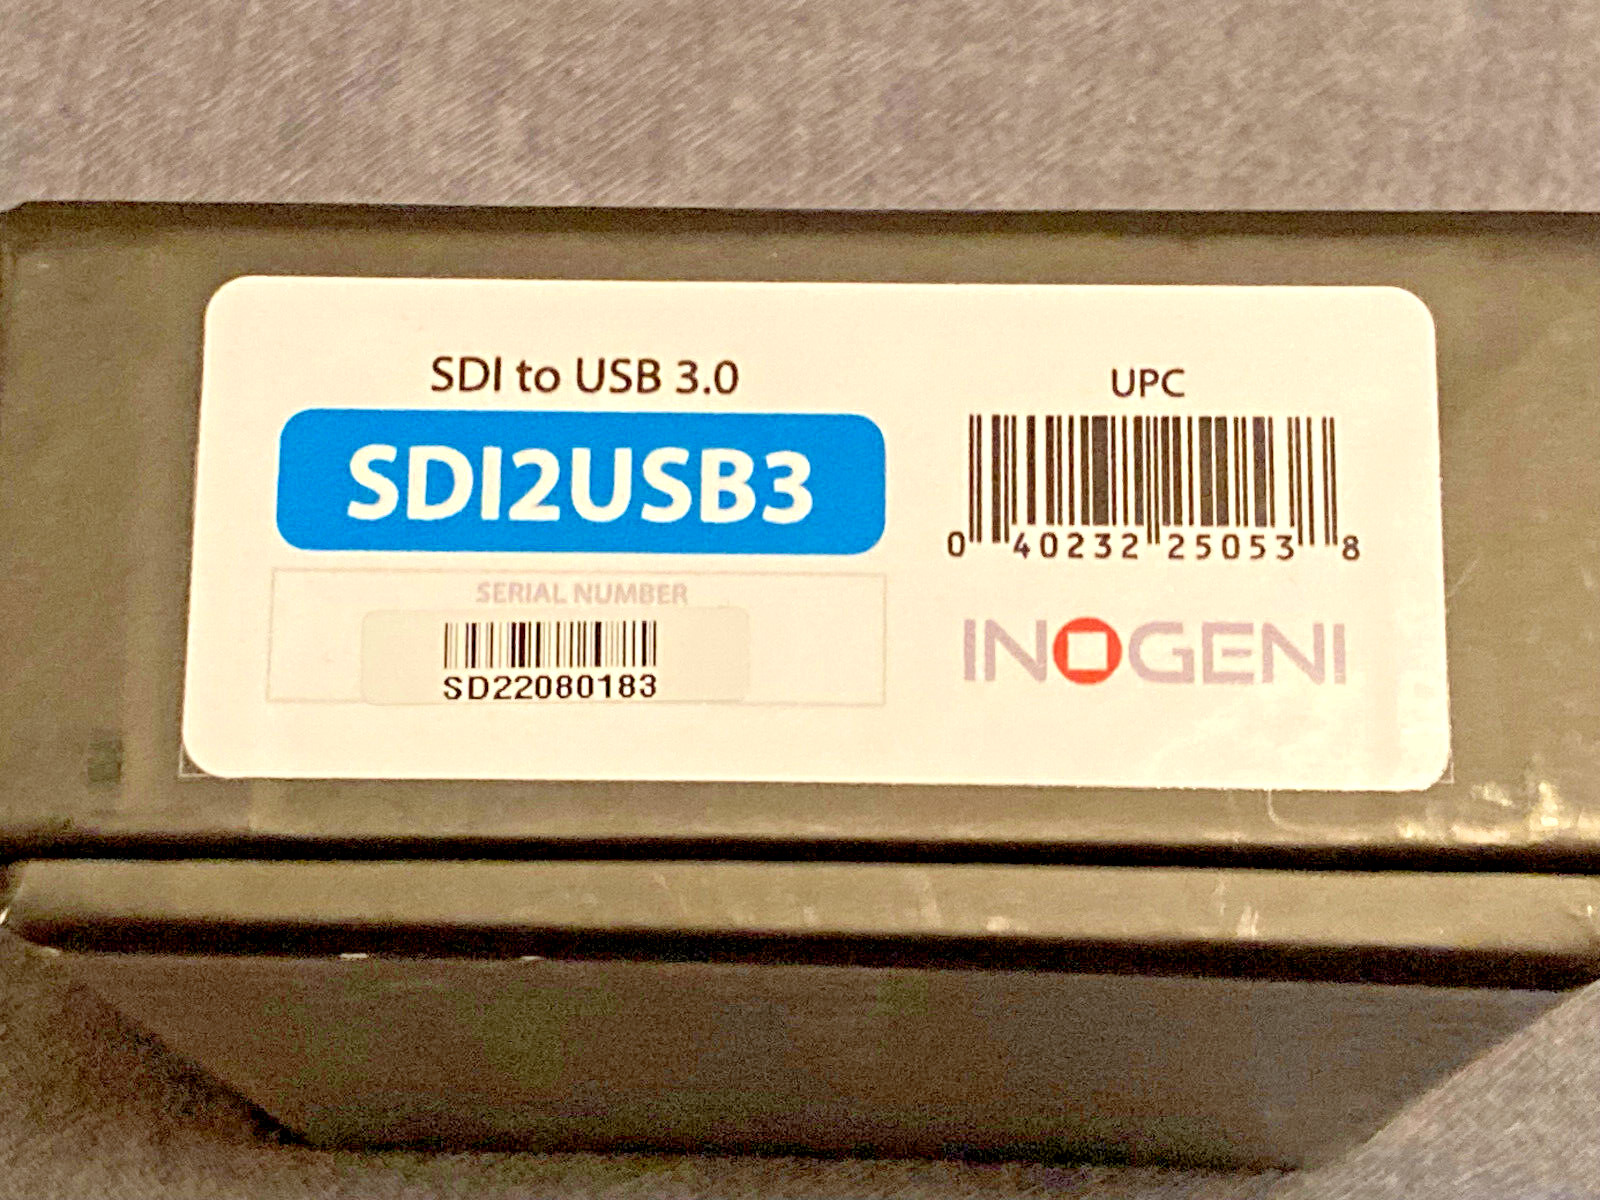 SDI to USB 3.0
SDI2USB3
SERIAL NUMBER
SD22080183
UPC
0 40232 25053 8
INOGENI